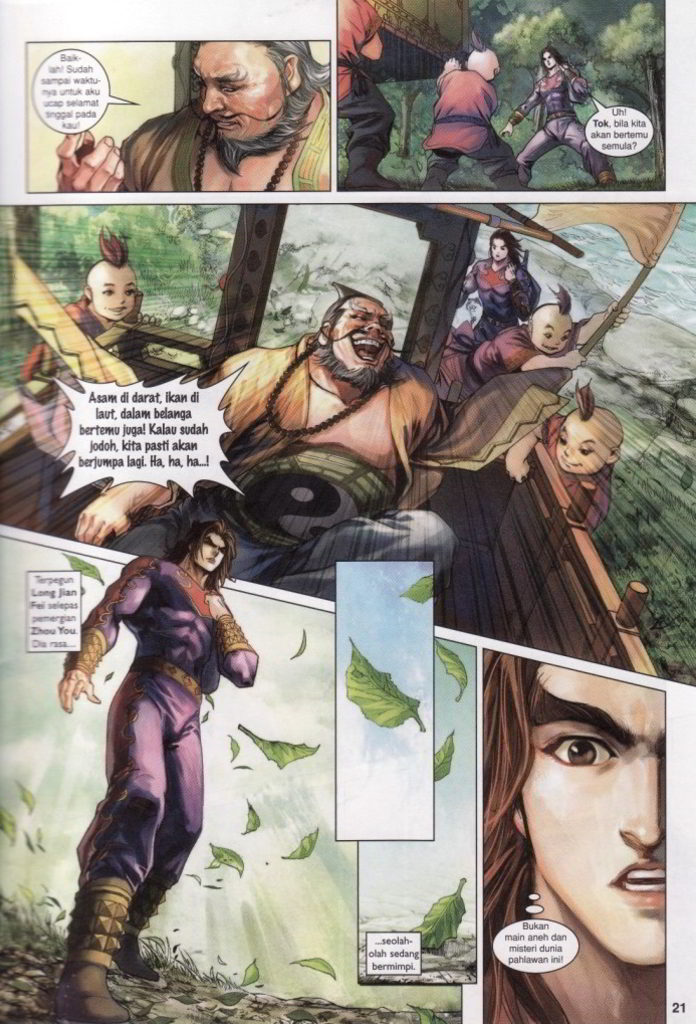 Baik-
lah! Sudah
sampai waktu-
nya untuk aku
ucap selamat
tinggal pada
kau!
Uh!
Tok, bila kita
akan bertemu
semula?
Asam di darat, ikan di
laut, dalam belanga
bertemu juga! Kalau sudah
jodoh, kita pasti akan
berjumpa lagi. Ha, ha, ha...!
Terpegun
Long Jian
Fei selepas
pemergian
Zhou You.
Dia rasa...
...seolah-
olah sedang
bermimpi.
Bukan
main aneh dan
misteri dunia
pahlawan ini!
21